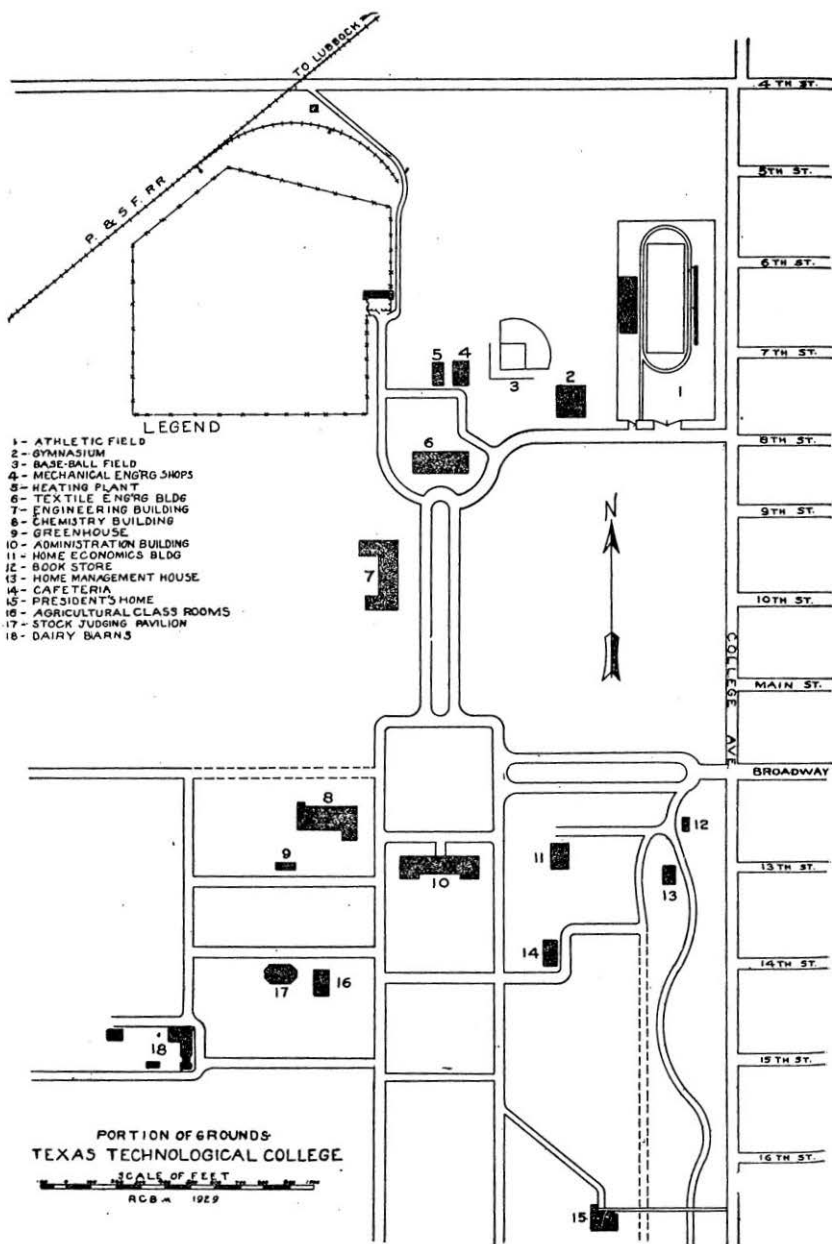 TO LUBBOCK
4TH ST.
5TH ST.
P. & S. F. RR
6TH ST.
7TH ST.
5
4
3
2
1
LEGEND
1- ATHLETIC FIELD
2- GYMNASIUM
3- BASE-BALL FIELD
4- MECHANICAL ENG'RG SHOPS
5- HEATING PLANT
6- TEXTILE ENG'RG BLDG
7- ENGINEERING BUILDING
8- CHEMISTRY BUILDING
9- GREENHOUSE
10- ADMINISTRATION BUILDING
11- HOME ECONOMICS BLDG
12- BOOK STORE
13- HOME MANAGEMENT HOUSE
14- CAFETERIA
15- PRESIDENT'S HOME
16- AGRICULTURAL CLASS ROOMS
17- STOCK JUDGING PAVILION
18- DAIRY BARNS
8TH ST.
6
9TH ST.
N
7
10TH ST.
COLLEGE AVE
MAIN ST.
BROADWAY
8
12
9
10
11
13
13TH ST.
14
14TH ST.
17
16
18
15TH ST.
PORTION OF GROUNDS
TEXAS TECHNOLOGICAL COLLEGE
SCALE OF FEET
1929
16TH ST.
15